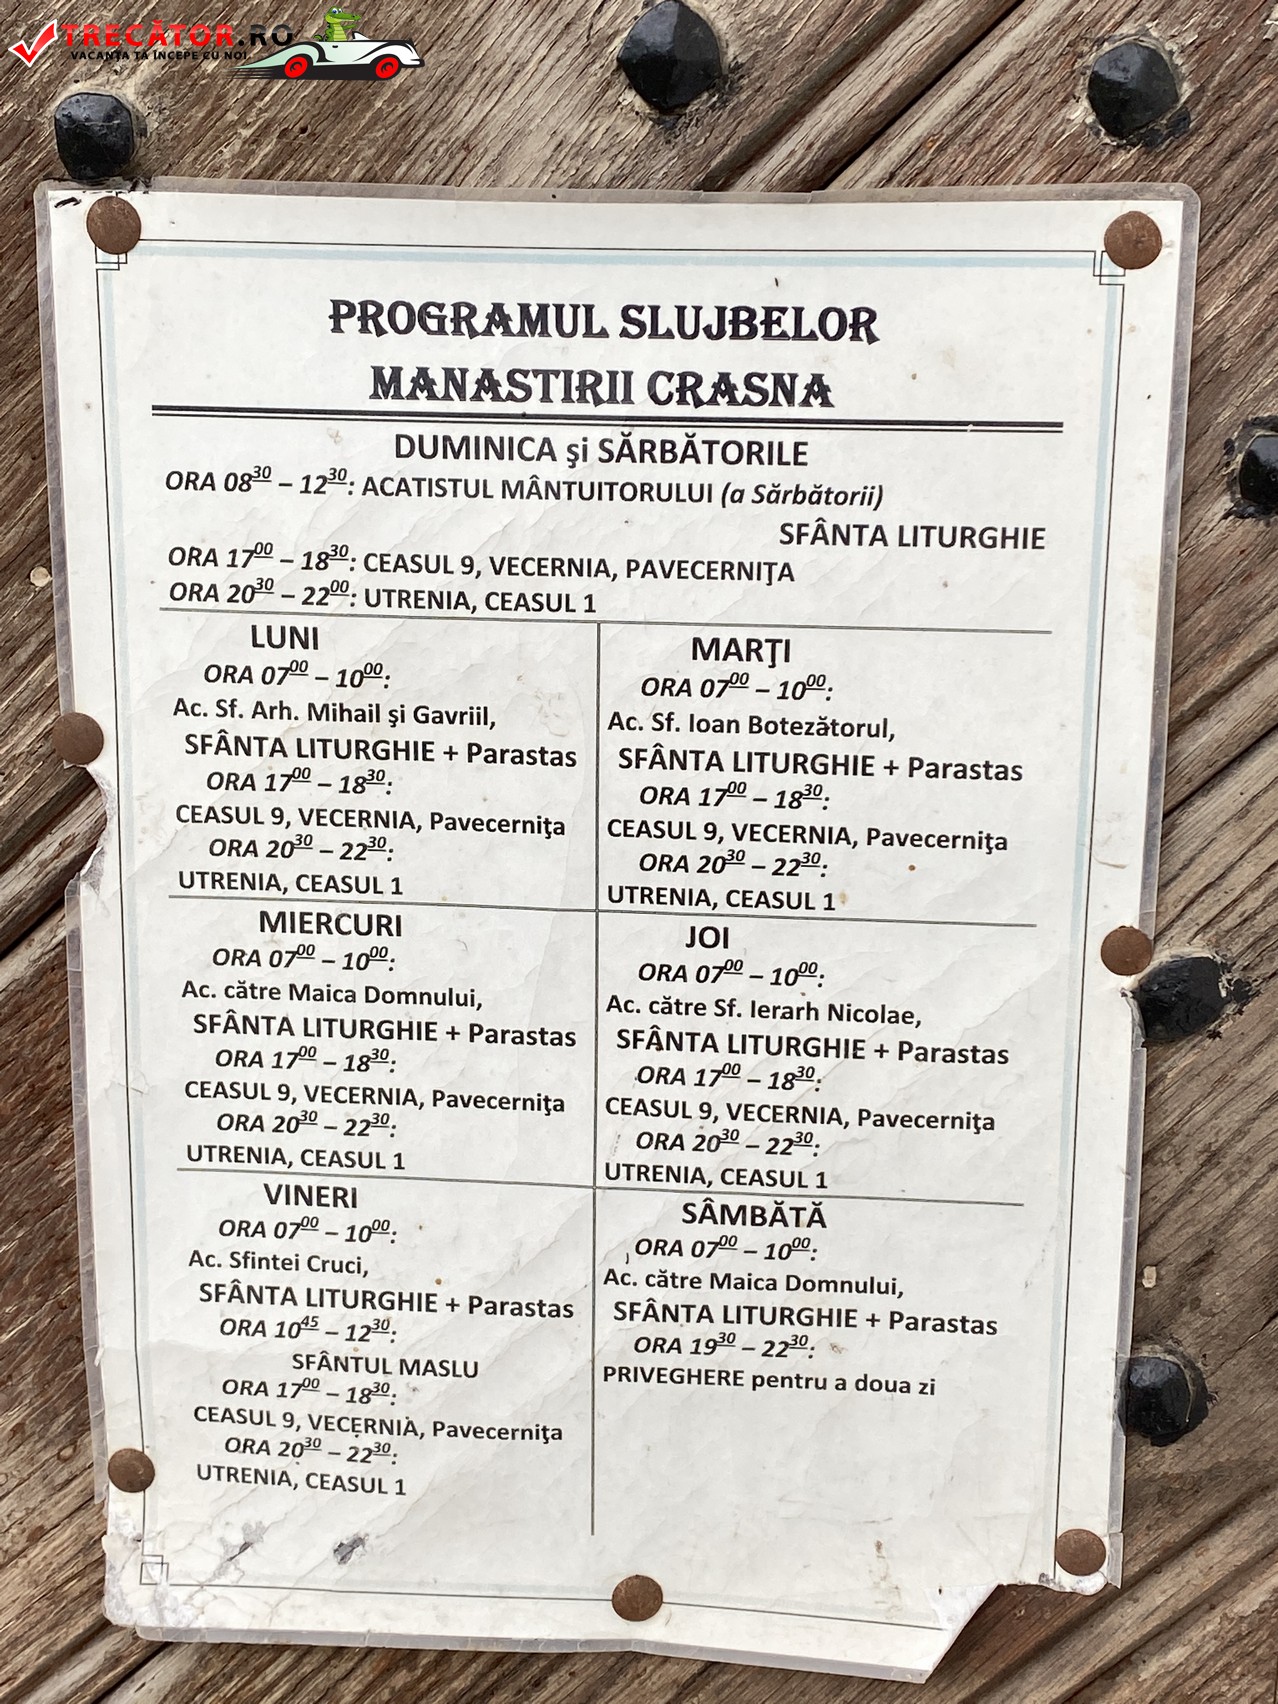 TRECĂTOR.RO
VACANȚA TA ÎNCEPE CU NOI
PROGRAMUL SLUJBELOR
MANASTIRII CRASNA
DUMINICA şi SĂRBĂTORILE
ORA 08³⁰ – 12³⁰: ACATISTUL MÂNTUITORULUI (a Sărbătorii)
SFÂNTA LITURGHIE
ORA 17⁰⁰ – 18³⁰: CEASUL 9, VECERNIA, PAVECERNIŢA
ORA 20³⁰ – 22⁰⁰: UTRENIA, CEASUL 1
LUNI
ORA 07⁰⁰ – 10⁰⁰:
Ac. Sf. Arh. Mihail şi Gavriil,
SFÂNTA LITURGHIE + Parastas
ORA 17⁰⁰ – 18³⁰:
CEASUL 9, VECERNIA, Pavecerniţa
ORA 20³⁰ – 22³⁰:
UTRENIA, CEASUL 1
MARŢI
ORA 07⁰⁰ – 10⁰⁰:
Ac. Sf. Ioan Botezătorul,
SFÂNTA LITURGHIE + Parastas
ORA 17⁰⁰ – 18³⁰:
CEASUL 9, VECERNIA, Pavecerniţa
ORA 20³⁰ – 22³⁰:
UTRENIA, CEASUL 1
MIERCURI
ORA 07⁰⁰ – 10⁰⁰:
Ac. către Maica Domnului,
SFÂNTA LITURGHIE + Parastas
ORA 17⁰⁰ – 18³⁰:
CEASUL 9, VECERNIA, Pavecerniţa
ORA 20³⁰ – 22³⁰:
UTRENIA, CEASUL 1
JOI
ORA 07⁰⁰ – 10⁰⁰:
Ac. către Sf. Ierarh Nicolae,
SFÂNTA LITURGHIE + Parastas
ORA 17⁰⁰ – 18³⁰:
CEASUL 9, VECERNIA, Pavecerniţa
ORA 20³⁰ – 22³⁰:
UTRENIA, CEASUL 1
VINERI
ORA 07⁰⁰ – 10⁰⁰:
Ac. Sfintei Cruci,
SFÂNTA LITURGHIE + Parastas
ORA 10⁴⁵ – 12³⁰:
SFÂNTUL MASLU
ORA 17⁰⁰ – 18³⁰:
CEASUL 9, VECERNIA, Pavecerniţa
ORA 20³⁰ – 22³⁰:
UTRENIA, CEASUL 1
SÂMBĂTĂ
ORA 07⁰⁰ – 10⁰⁰:
Ac. către Maica Domnului,
SFÂNTA LITURGHIE + Parastas
ORA 19³⁰ – 22³⁰:
PRIVEGHERE pentru a doua zi